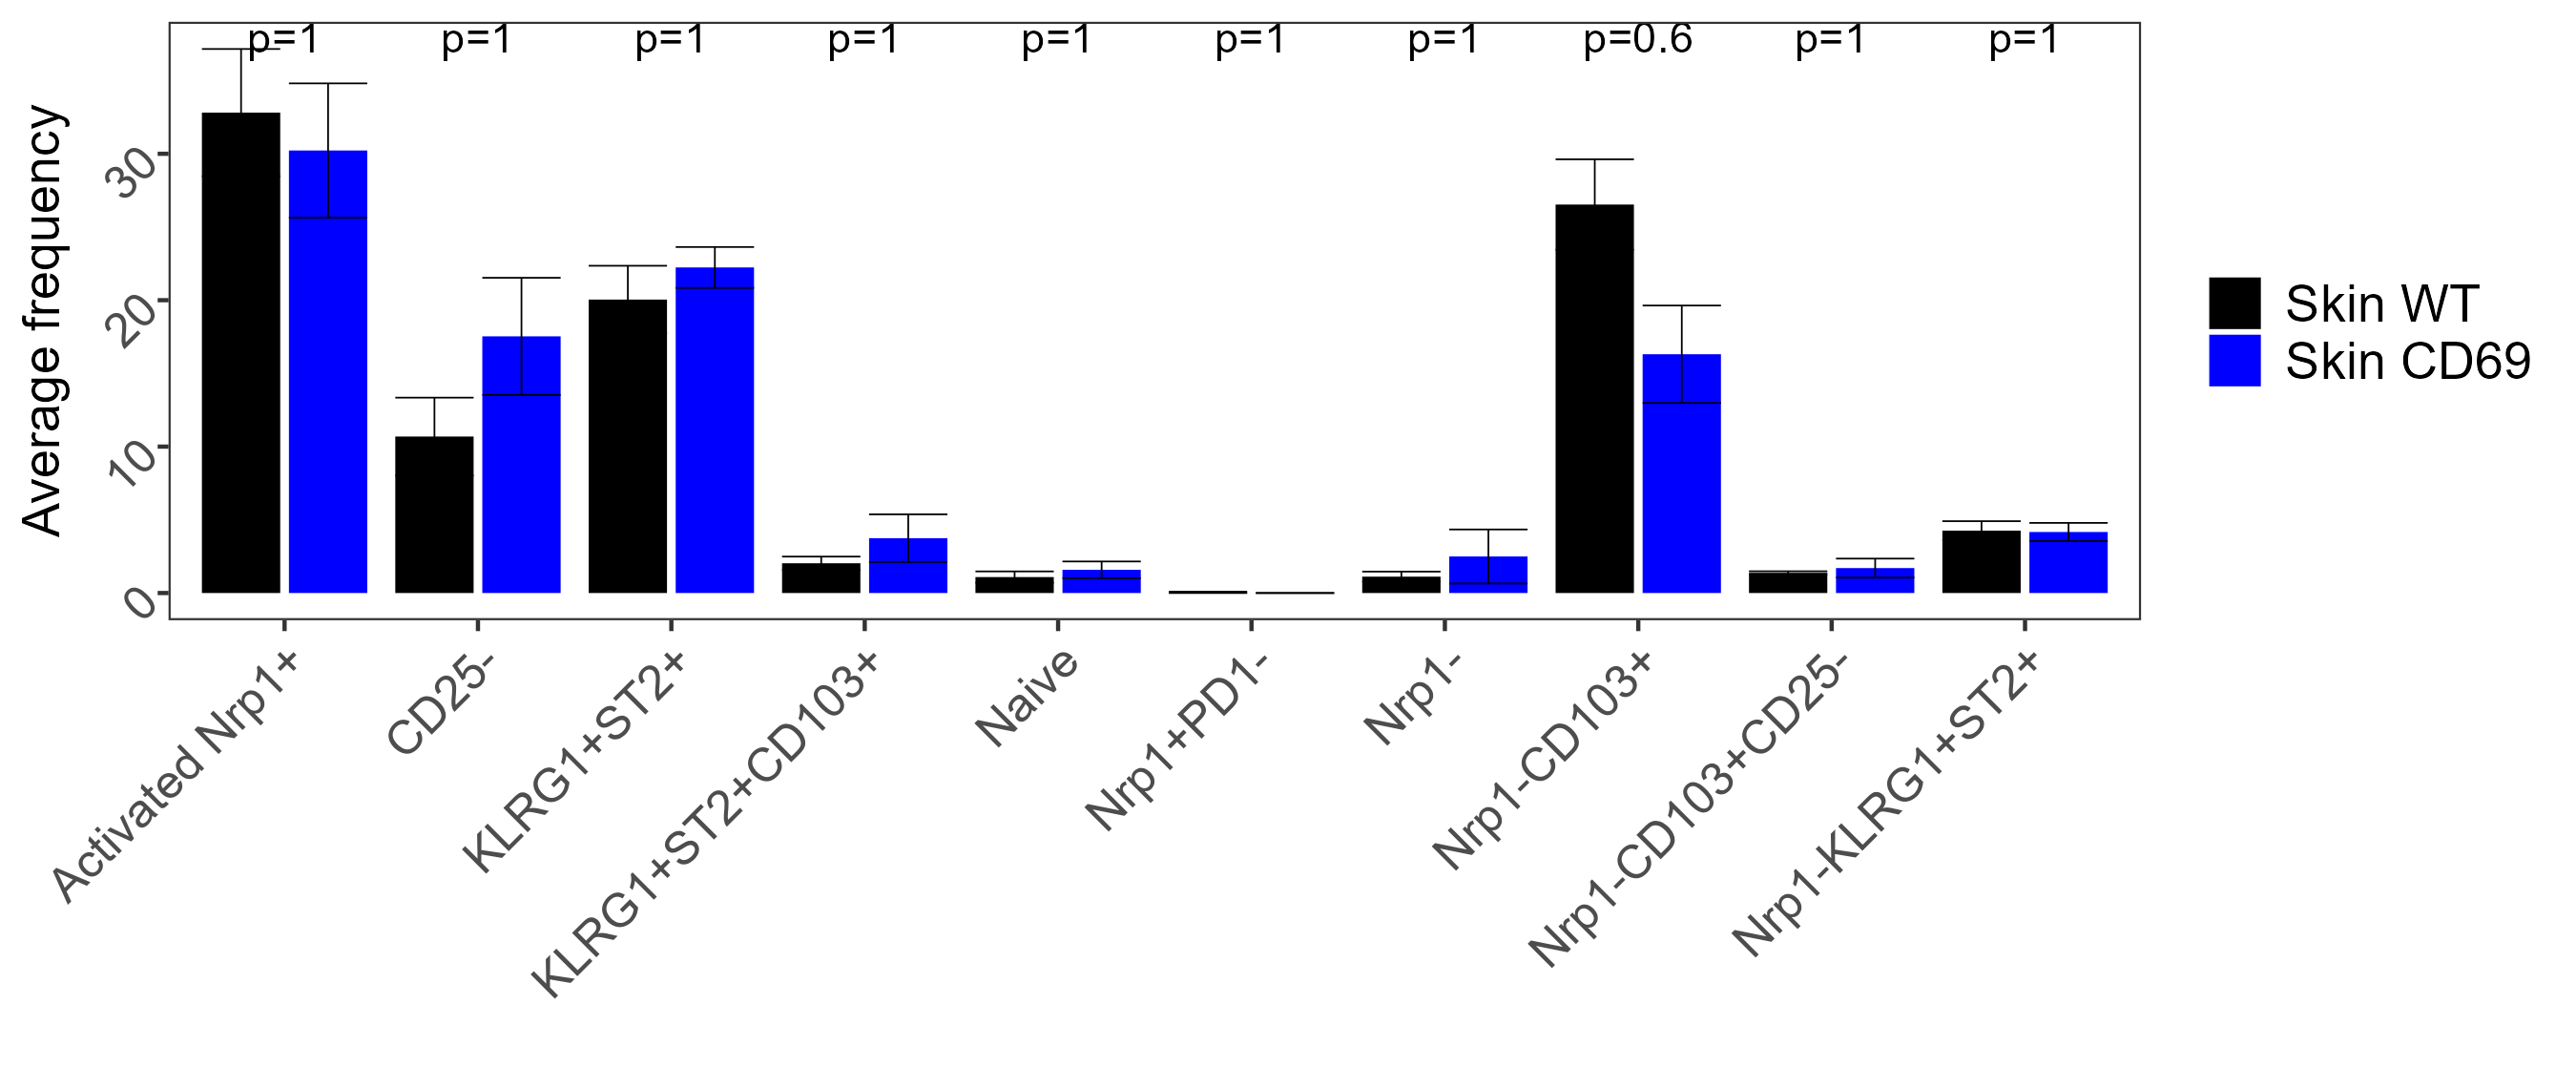 p=1 p=1 p=1 p=1 p=1 p=1 p=1 p=0.6 p=1 p=1
Average frequency
30
20
10
0
Activated Nrp1+
CD25-
KLRG1+ST2+
KLRG1+ST2+CD103+
Naive
Nrp1+PD1-
Nrp1-
Nrp1-CD103+
Nrp1-CD103+CD25-
Nrp1-KLRG1+ST2+
Skin WT
Skin CD69